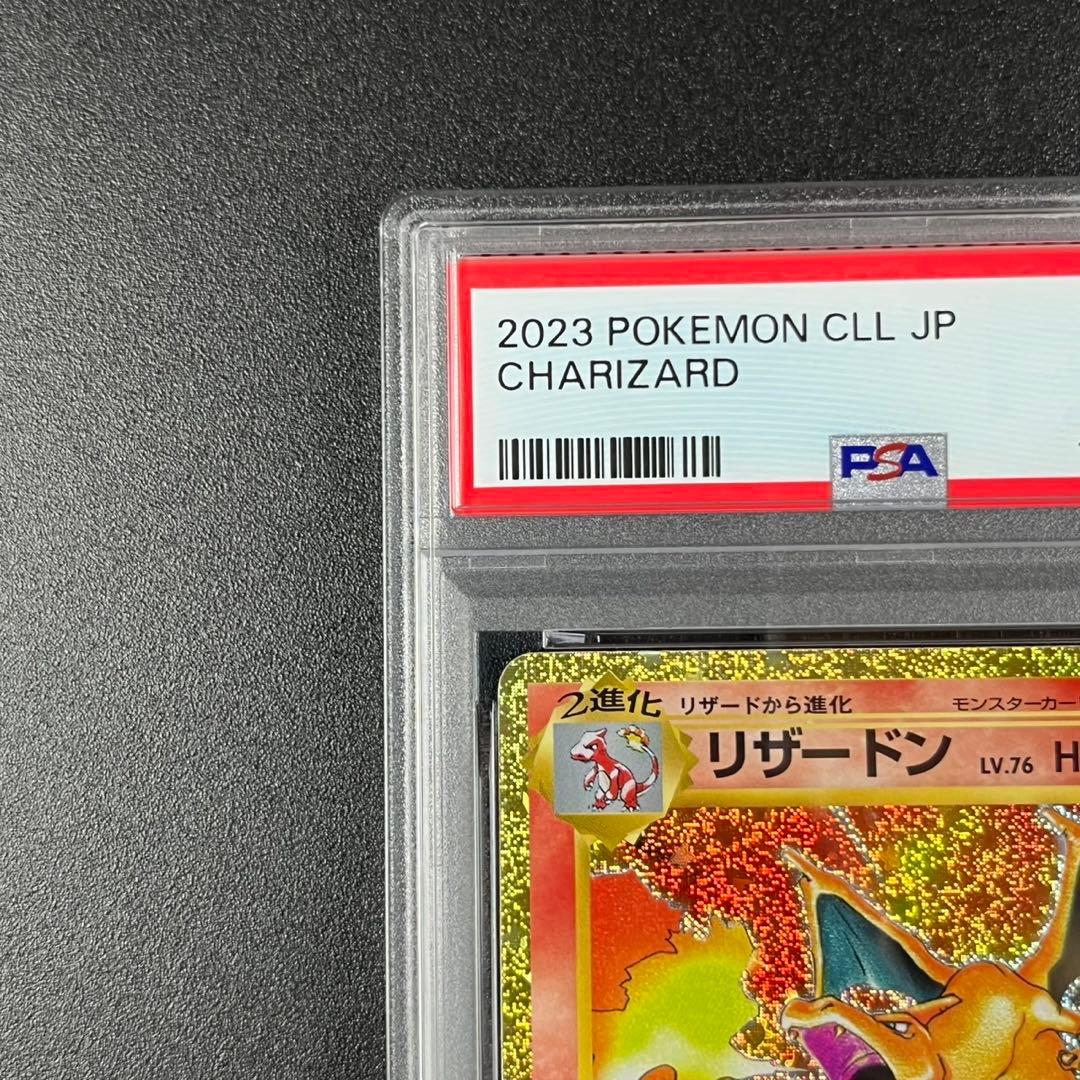 2023 POKEMON CLL JP
CHARIZARD
PSA
2進化 リザードから進化 モンスターカー
リザードン LV.76 H